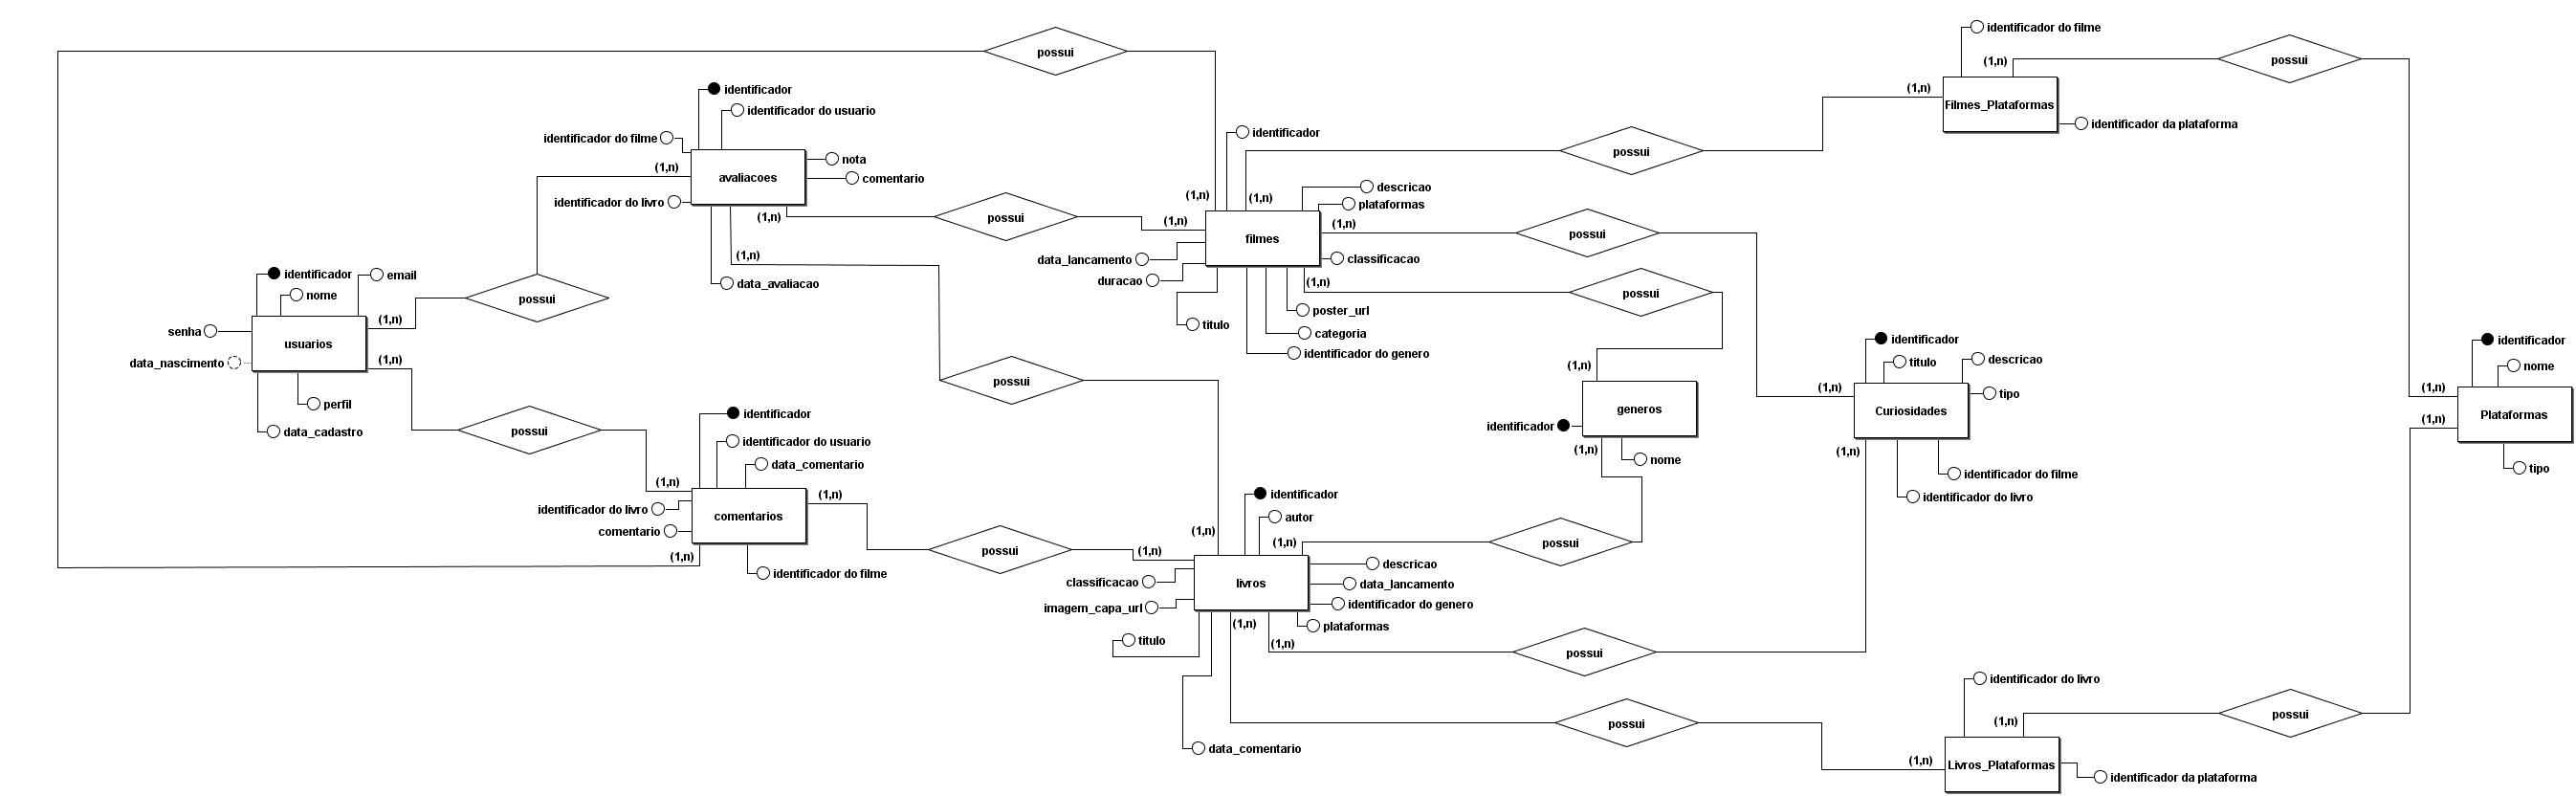 identificador do filme
possui
(1,n)
possui
(1,n)
Filmes_Plataformas
identificador da plataforma
identificador
identificador do usuario
identificador do filme
nota
comentario
(1,n)
avaliacoes
identificador do livro
(1,n)
(1,n)
data_avaliacao
possui
possui
(1,n)
identificador
(1,n)
(1,n)
descricao
plataformas
(1,n)
(1,n)
filmes
data_lancamento
classificacao
duracao
(1,n)
poster_url
titulo
categoria
identificador do genero
possui
possui
possui
identificador
nome
email
senha
(1,n)
usuarios
data_nascimento
(1,n)
perfil
data_cadastro
possui
possui
(1,n)
generos
identificador
(1,n)
nome
identificador
titulo
descricao
tipo
(1,n)
Curiosidades
(1,n)
identificador do filme
identificador do livro
identificador
nome
(1,n)
Plataformas
(1,n)
tipo
identificador
identificador do usuario
data_comentario
(1,n)
(1,n)
identificador do livro
comentario
comentarios
(1,n)
identificador do filme
possui
identificador
autor
(1,n)
(1,n)
(1,n)
possui
descricao
classificacao
livros
data_lancamento
imagem_capa_url
identificador do genero
(1,n)
plataformas
titulo
(1,n)
possui
data_comentario
possui
identificador do livro
(1,n)
possui
(1,n)
Livros_Plataformas
identificador da plataforma